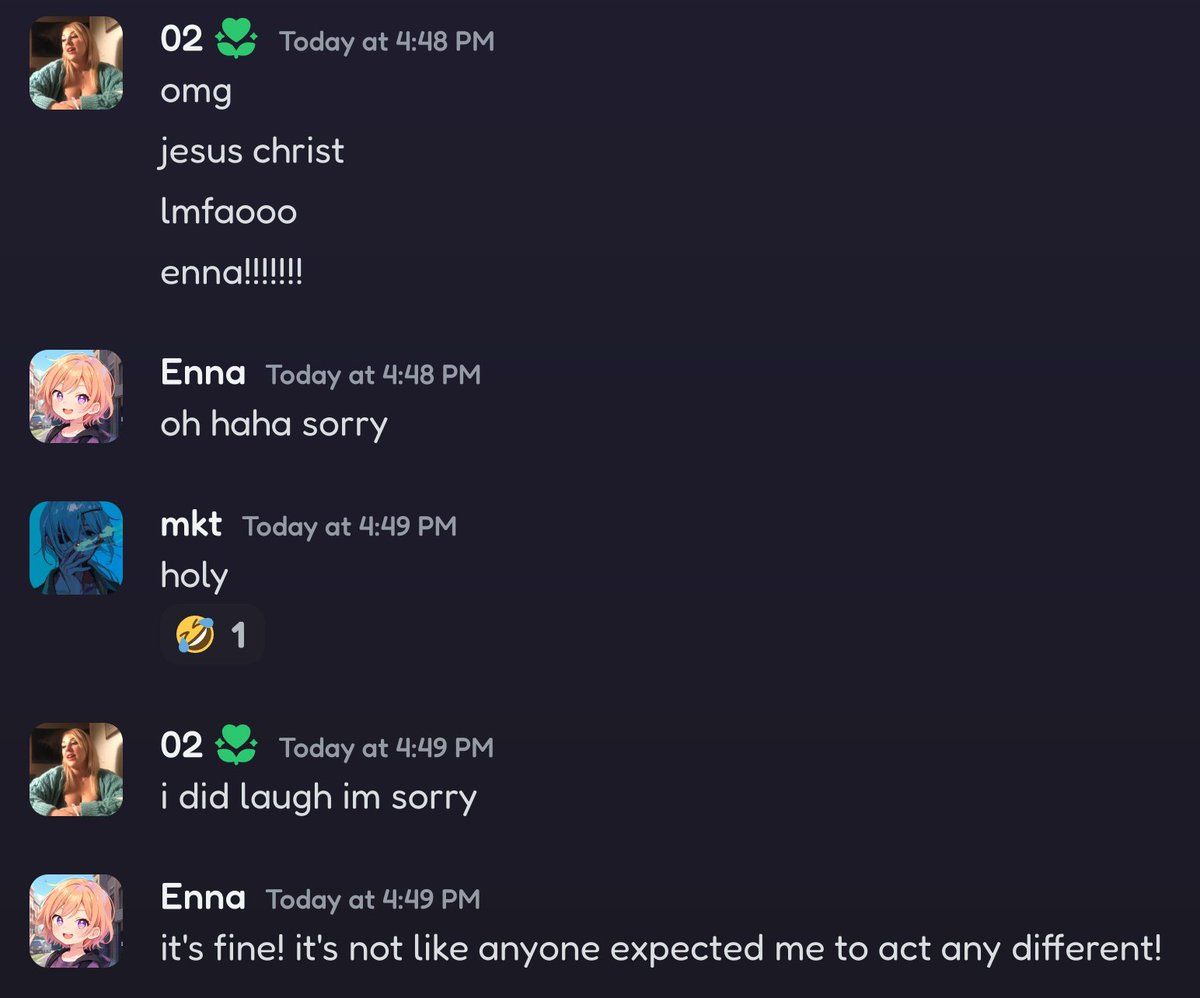 02 Today at 4:48 PM
omg
jesus christ
lmfaooo
enna!!!!!!!
Enna Today at 4:48 PM
oh haha sorry
mkt Today at 4:49 PM
holy
🤣 1
02 Today at 4:49 PM
i did laugh im sorry
Enna Today at 4:49 PM
it's fine! it's not like anyone expected me to act any different!